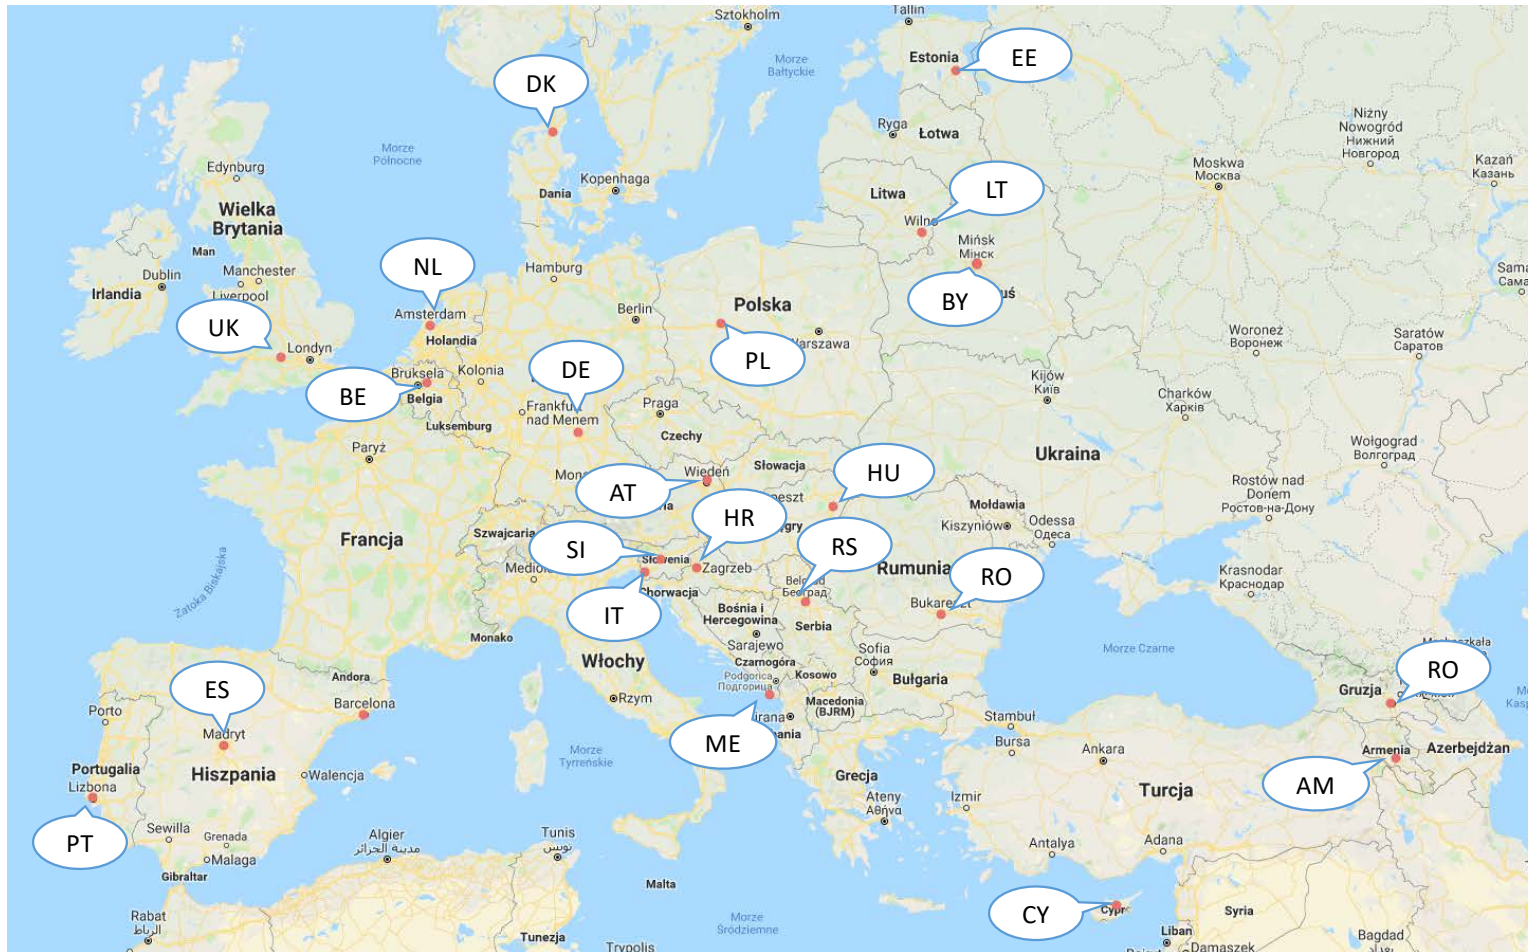 Sztokholm
Tallin
Morze
Bałtyckie
Estonia
EE
DK
Niżny
Nowogród
Нижний
Новгород
Ryga
Łotwa
Morze
Północne
Edynburg
Moskwa
Москва
Kazań
Казань
Kopenhaga
Dania
Litwa
LT
Wilno
Wielka
Brytania
Man
Mińsk
Мінск
NL
Hamburg
Dublin
Manchester
Irlandia
Liverpool
BY
uś
Polska
Berlin
Amsterdam
Holandia
UK
Londyn
Warszawa
PL
Woroneż
Воронеж
Saratów
Саратов
DE
Bruksela
Kolonia
BE
Belgia
Kijów
Київ
Charków
Харків
Luksemburg
nad Menem
Praga
Czechy
Paryż
Wołgograd
Волгоград
Ukraina
Słowacja
Wiedeń
HU
AT
Rostów nad
Donem
Ростов-на-Дону
HR
Mołdawia
Kiszyniów
Odessa
Одеса
Francja
Szwajcaria
SI
RS
Słowenia
Zagrzeb
Rumunia
RO
Krasnodar
Краснодар
Zatoka Biskajska
Chorwacja
IT
Bośnia i
Hercegowina
Bukareszt
Serbia
Monako
Sarajewo
Sofia
София
Morze Czarne
Włochy
Czarnogóra
Kosowo
Podgorica
Подгорица
Bułgaria
Andora
ES
RO
Gruzja
Barcelona
Rzym
Macedonia
(BJRM)
Porto
Stambuł
Madryt
ME
Bursa
Ankara
Armenia
Azerbejdżan
Morze
Tyrreńskie
Portugalia
Lizbona
Hiszpania
Walencja
Grecja
Turcja
AM
Ateny
Αθήνα
Izmir
PT
Sewilla
Grenada
Malaga
Gibraltar
Algier
مدينة الجزائر
Tunis
تونس
Antalya
Adana
Malta
Rabat
الرباط
Morze
Śródziemne
CY
Cypr
Syria
Tunezja
Trypolis
Liban
Damaszek
Bagdad
بغداد